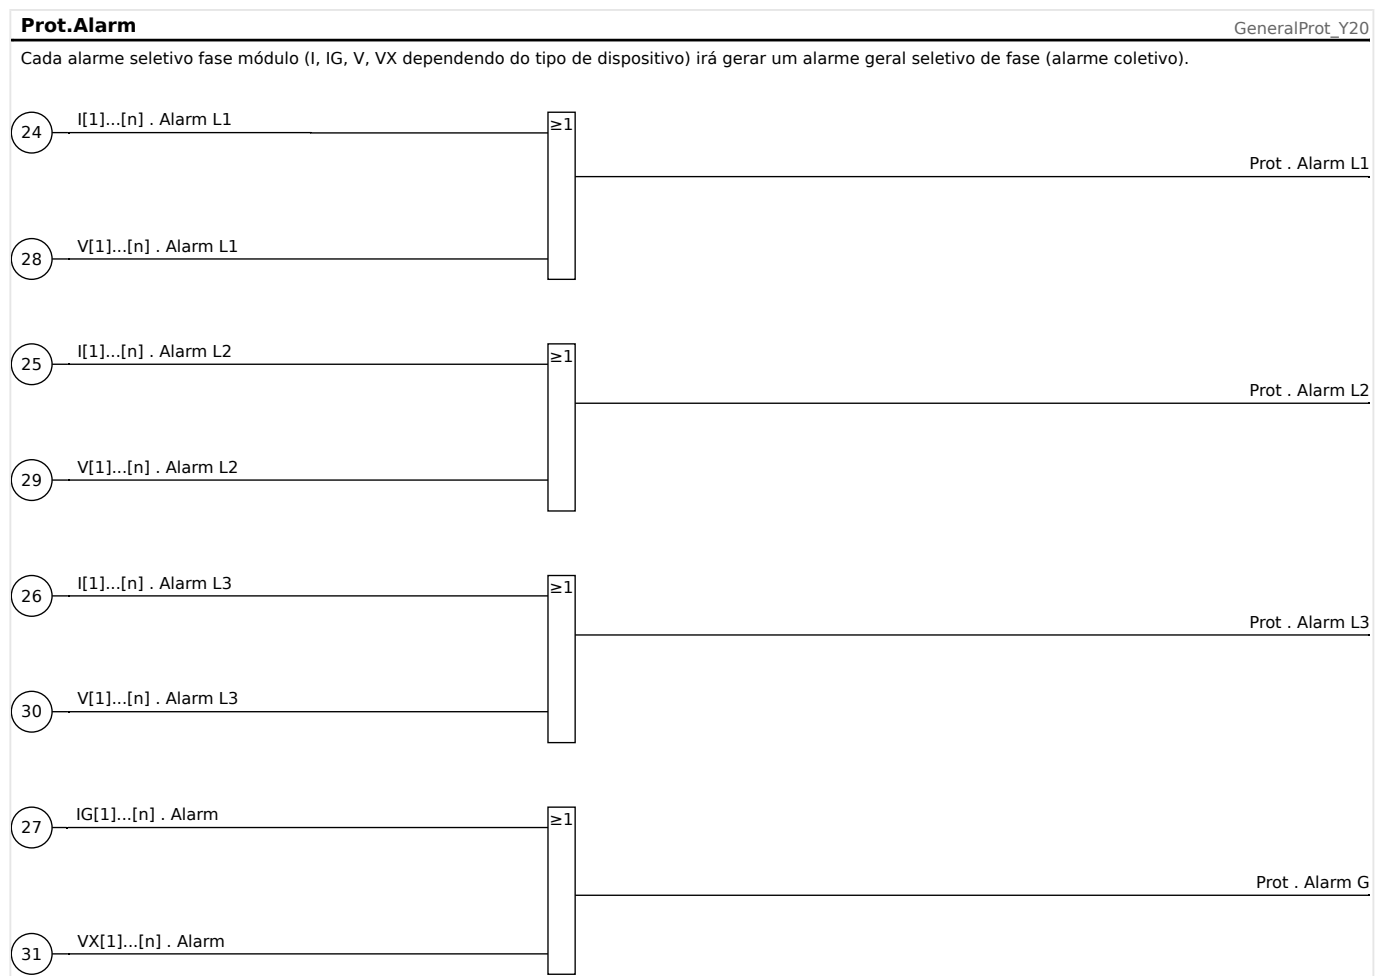 Prot.Alarm
GeneralProt_Y20
Cada alarme seletivo fase módulo (I, IG, V, VX dependendo do tipo de dispositivo) irá gerar um alarme geral seletivo de fase (alarme coletivo).
24
I[1]...[n] . Alarm L1
≥1
Prot . Alarm L1
28
V[1]...[n] . Alarm L1
25
I[1]...[n] . Alarm L2
≥1
Prot . Alarm L2
29
V[1]...[n] . Alarm L2
26
I[1]...[n] . Alarm L3
≥1
Prot . Alarm L3
30
V[1]...[n] . Alarm L3
27
IG[1]...[n] . Alarm
≥1
Prot . Alarm G
31
VX[1]...[n] . Alarm